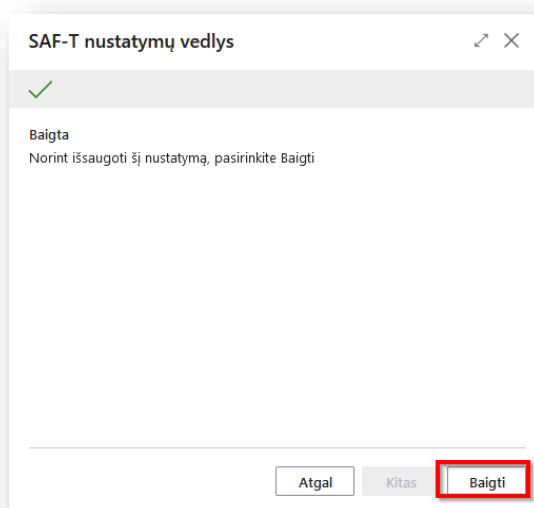 SAF-T nustatymų vedlys
Baigta
Norint išsaugoti šį nustatymą, pasirinkite Baigti
Atgal
Kitas
Baigti